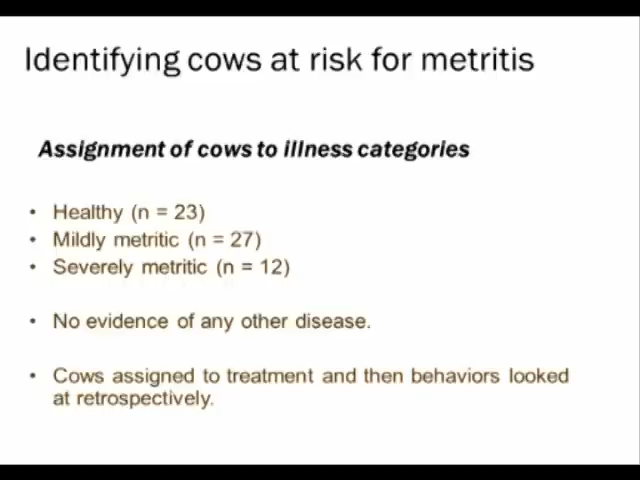 Identifying cows at risk for metritis
Assignment of cows to illness categories
• Healthy (n = 23)
• Mildly metritic (n = 27)
• Severely metritic (n = 12)
• No evidence of any other disease.
• Cows assigned to treatment and then behaviors looked
at retrospectively.